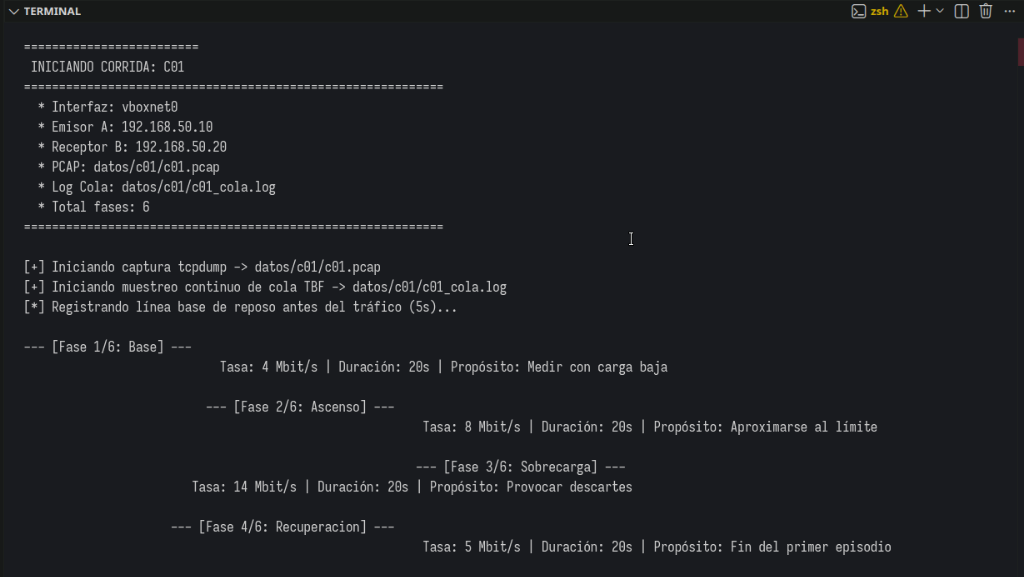 TERMINAL
zsh
=========================
INICIANDO CORRIDA: C01
============================================================
* Interfaz: vboxnet0
* Emisor A: 192.168.50.10
* Receptor B: 192.168.50.20
* PCAP: datos/c01/c01.pcap
* Log Cola: datos/c01/c01_cola.log
* Total fases: 6
============================================================
[+] Iniciando captura tcpdump -> datos/c01/c01.pcap
[+] Iniciando muestreo continuo de cola TBF -> datos/c01/c01_cola.log
[*] Registrando línea base de reposo antes del tráfico (5s)...
--- [Fase 1/6: Base] ---
Tasa: 4 Mbit/s | Duración: 20s | Propósito: Medir con carga baja
--- [Fase 2/6: Ascenso] ---
Tasa: 8 Mbit/s | Duración: 20s | Propósito: Aproximarse al límite
--- [Fase 3/6: Sobrecarga] ---
Tasa: 14 Mbit/s | Duración: 20s | Propósito: Provocar descartes
--- [Fase 4/6: Recuperacion] ---
Tasa: 5 Mbit/s | Duración: 20s | Propósito: Fin del primer episodio